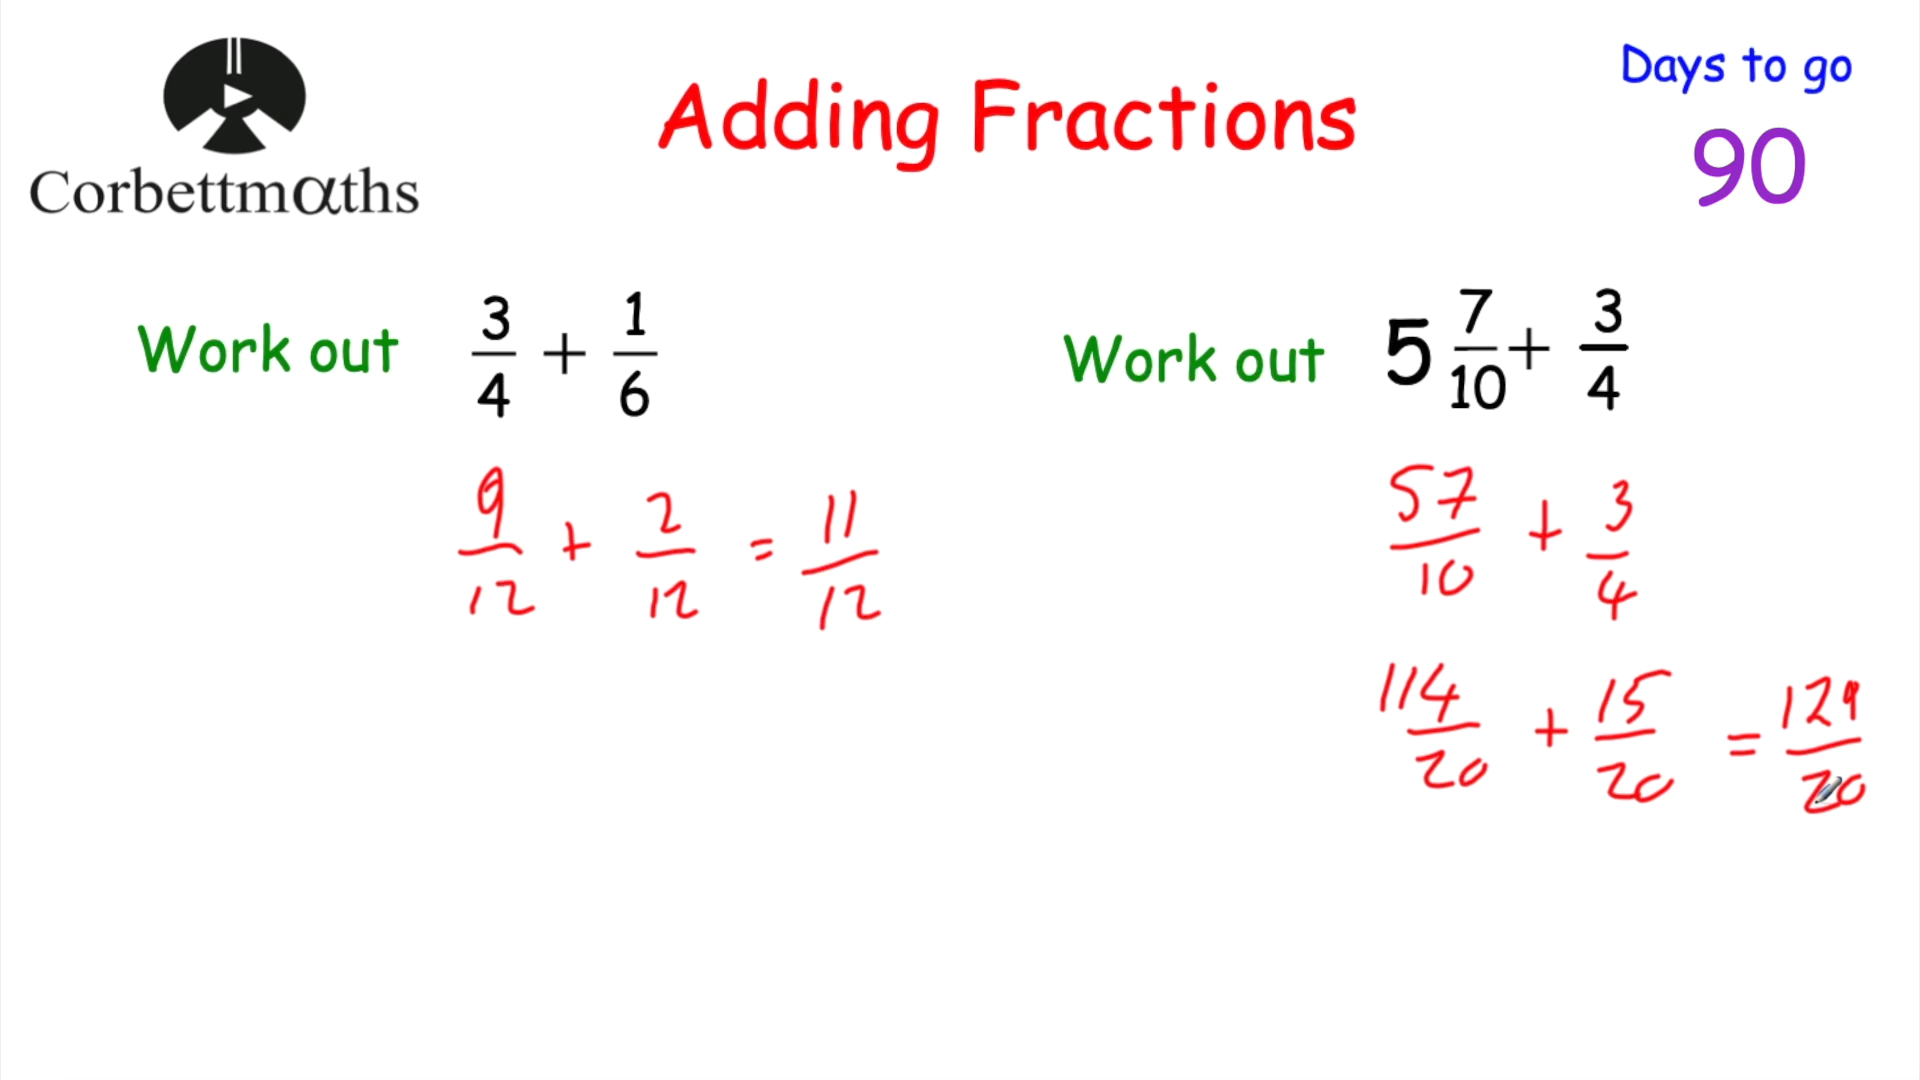 Corbettmαths
Adding Fractions
Days to go
90
Work out 3/4 + 1/6
9/12 + 2/12 = 11/12
Work out 5 7/10 + 3/4
57/10 + 3/4
114/20 + 15/20 = 129/20